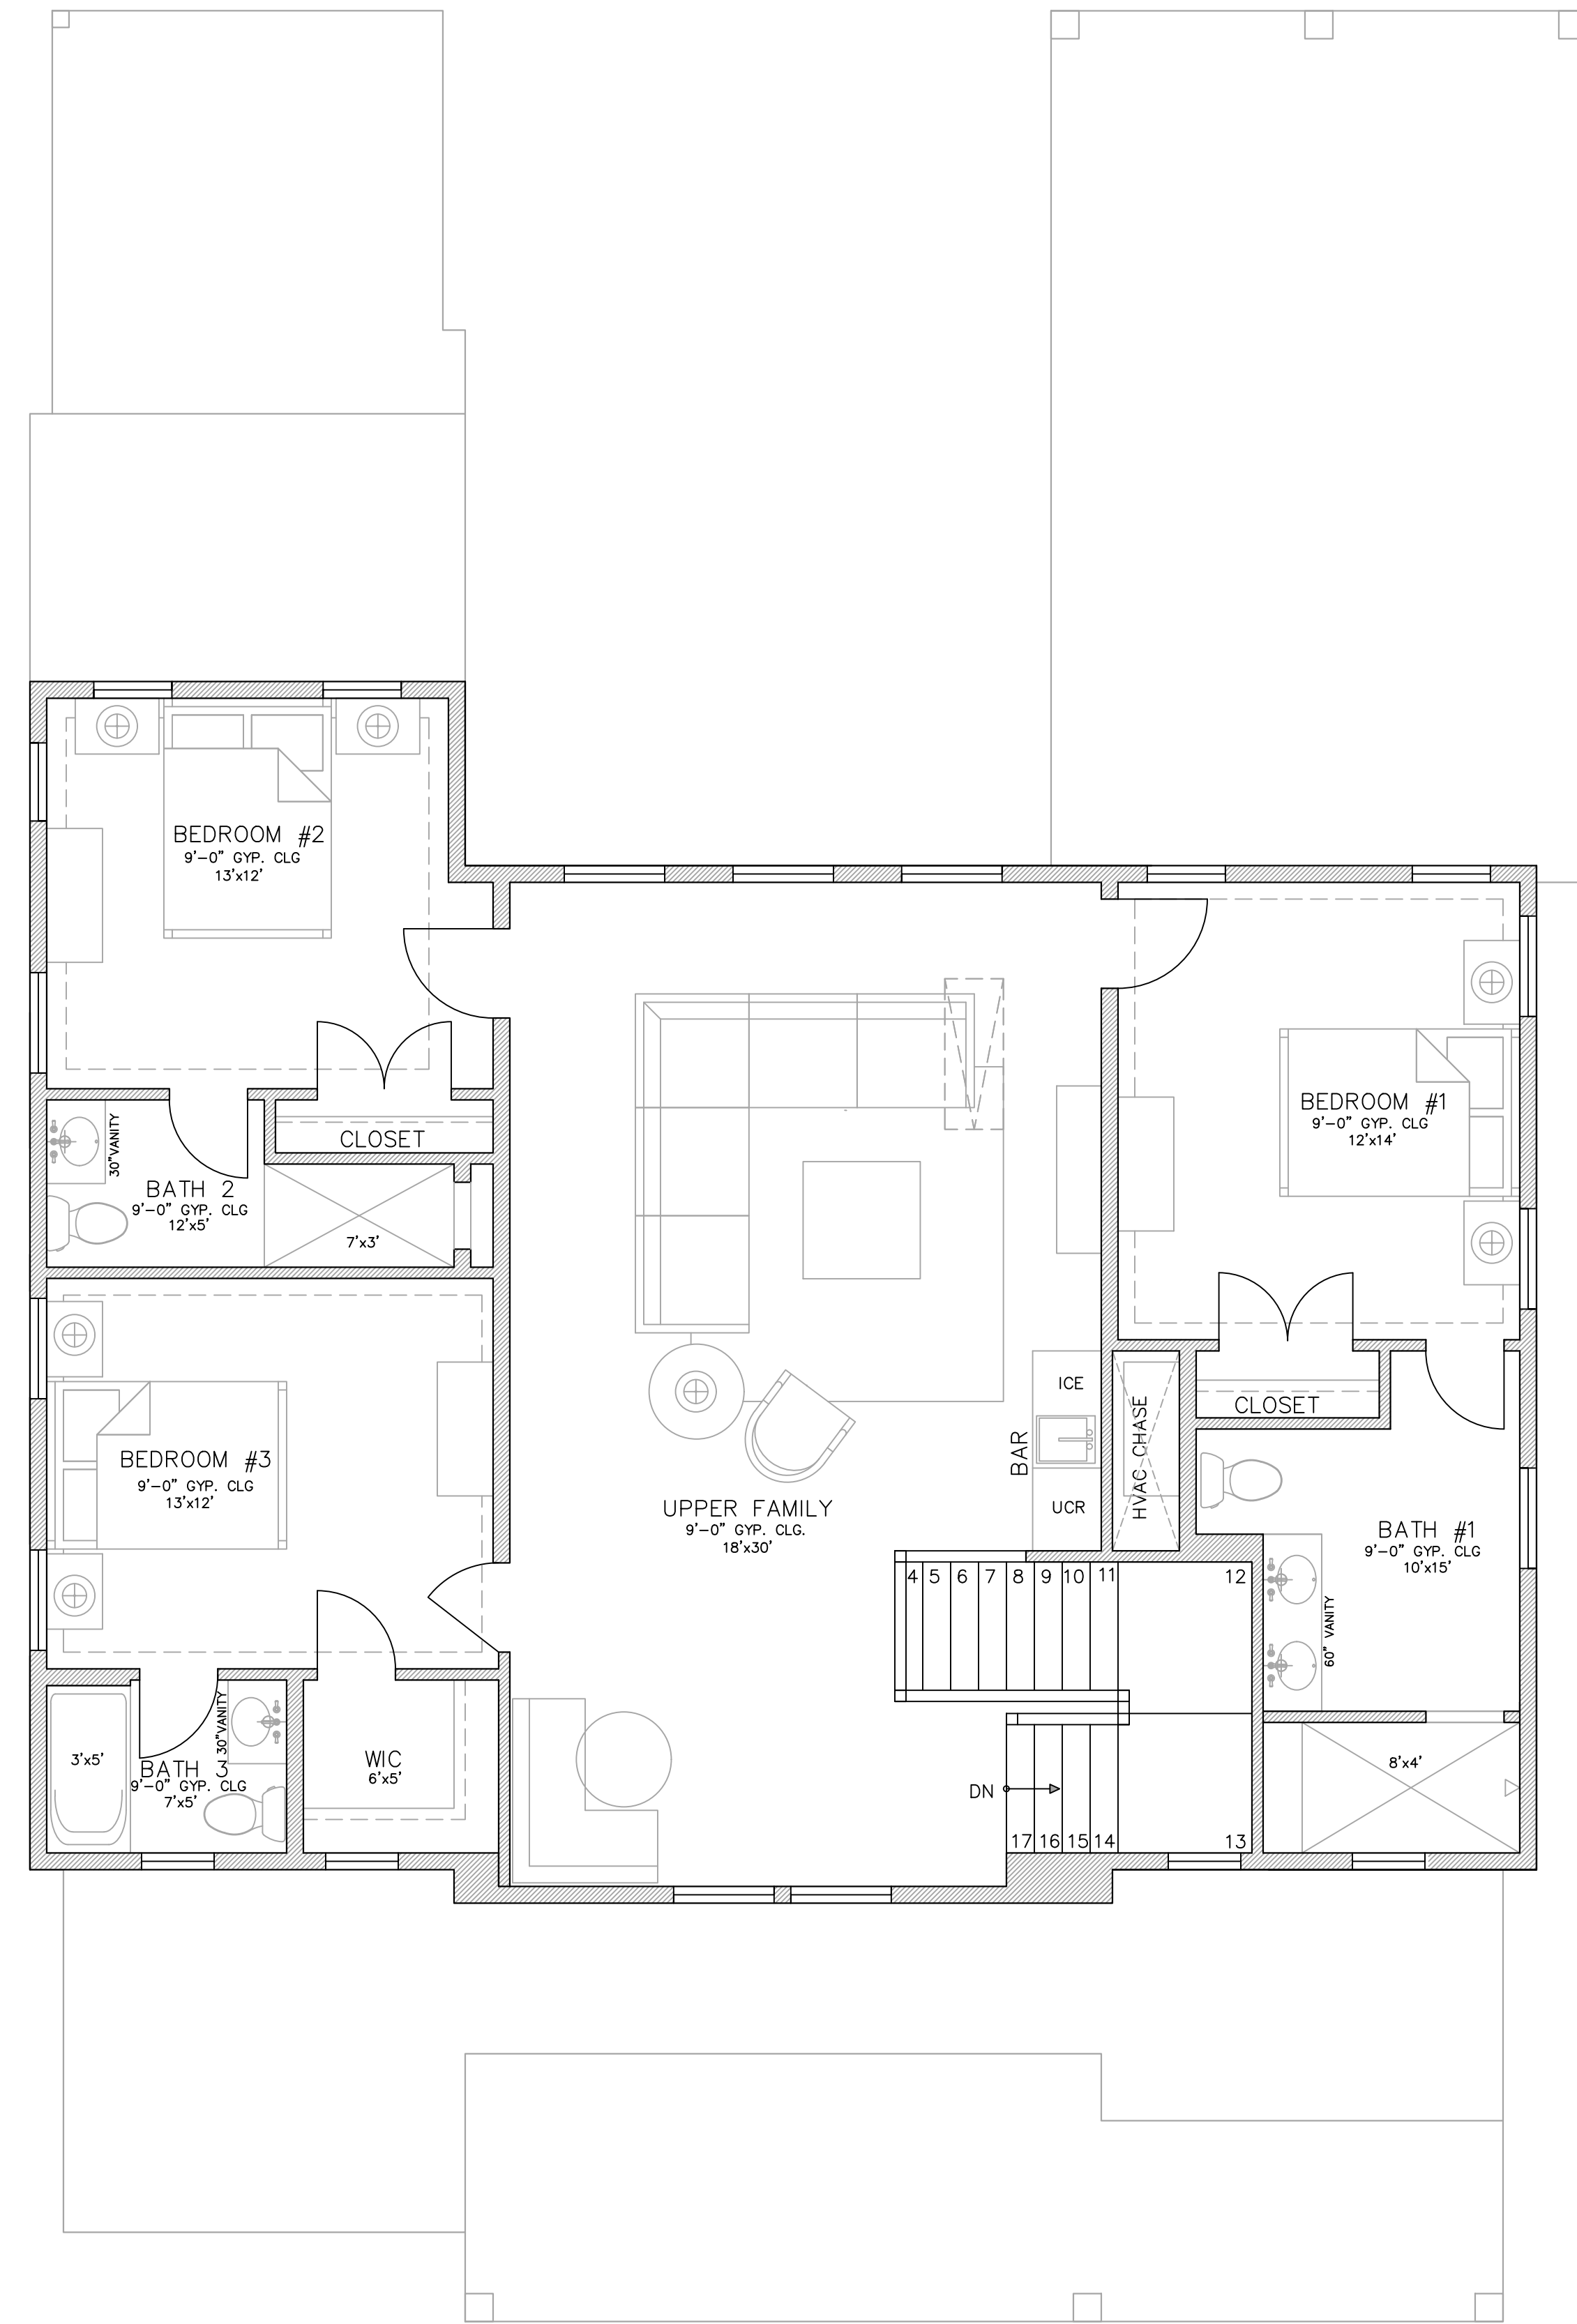 BEDROOM #2
9'-0" GYP. CLG
13'x12'
BEDROOM #1
9'-0" GYP. CLG
12'x14'
CLOSET
30"VANITY
BATH 2
9'-0" GYP. CLG
12'x5'
7'x3'
BEDROOM #3
9'-0" GYP. CLG
13'x12'
UPPER FAMILY
9'-0" GYP. CLG.
18'x30'
ICE
BAR
UCR
HVAC CHASE
CLOSET
BATH #1
9'-0" GYP. CLG
10'x15'
60" VANITY
4 5 6 7 8 9 10 11 12
3'x5'
30"VANITY
BATH 3
9'-0" GYP. CLG
7'x5'
WIC
6'x5'
DN
17 16 15 14 13
8'x4'